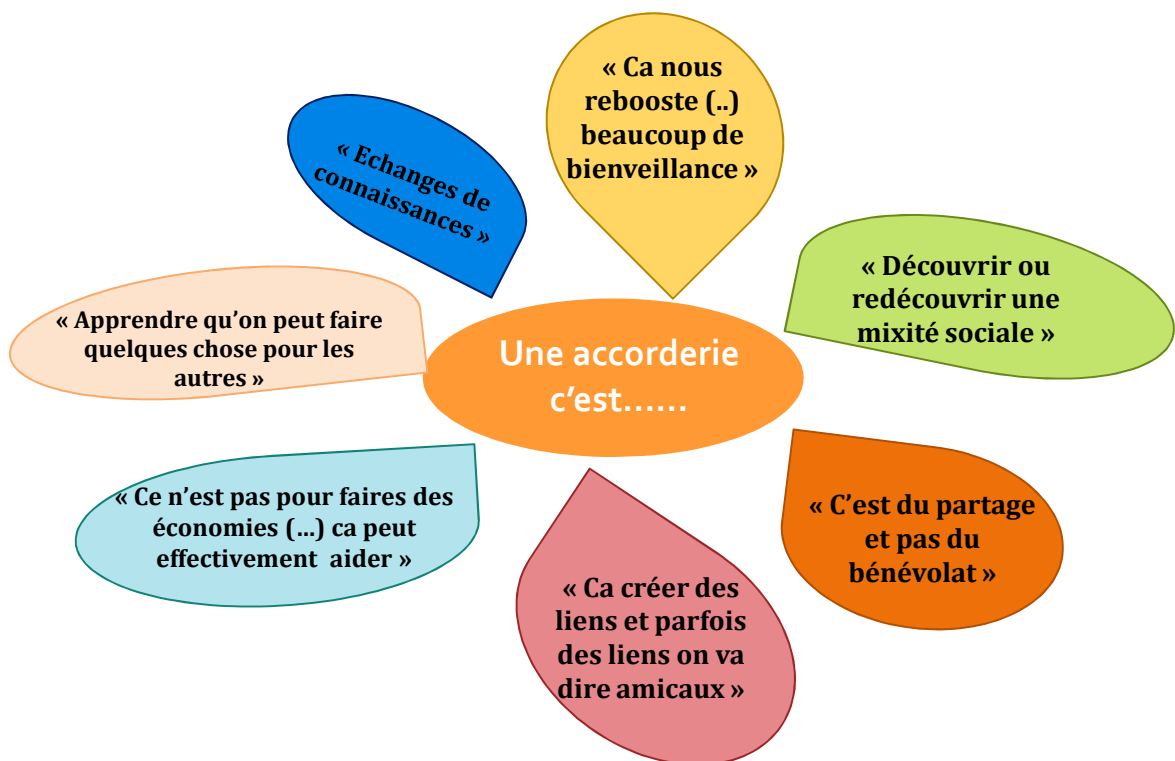 « Ca nous
rebooste (..)
beaucoup de
bienveillance »
« Echanges de
connaissances »
« Découvrir ou
redécouvrir une
mixité sociale »
« Apprendre qu’on peut faire
quelques chose pour les
autres »
Une accorderie
c’est......
« Ce n’est pas pour faires des
économies (...) ca peut
effectivement aider »
« C’est du partage
et pas du
bénévolat »
« Ca créer des
liens et parfois
des liens on va
dire amicaux »